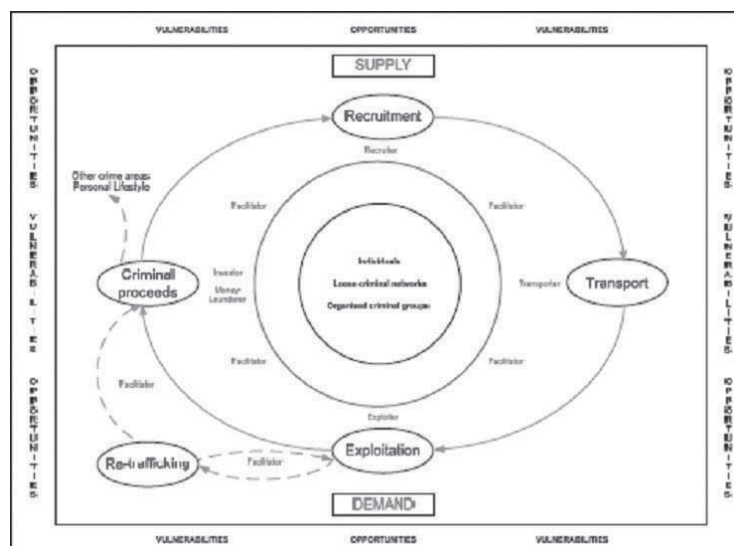 VULNERABILITIES OPPORTUNITIES VULNERABILITIES
SUPPLY
Recruitment
Recruiter
Other crime areas
Personal Lifestyle
Facilitator Facilitator
Individuals
Loose criminal networks
Organised criminal groups
Criminal
proceeds
Investor
Money-
Launderer
Transporter
Transport
Facilitator Facilitator
Facilitator
Exploiter
Exploitation
Re-trafficking
Facilitator
DEMAND
VULNERABILITIES OPPORTUNITIES VULNERABILITIES
OPPORTUNITIES VULNERABILITIES OPPORTUNITIES
OPPORTUNITIES VULNERABILITIES OPPORTUNITIES